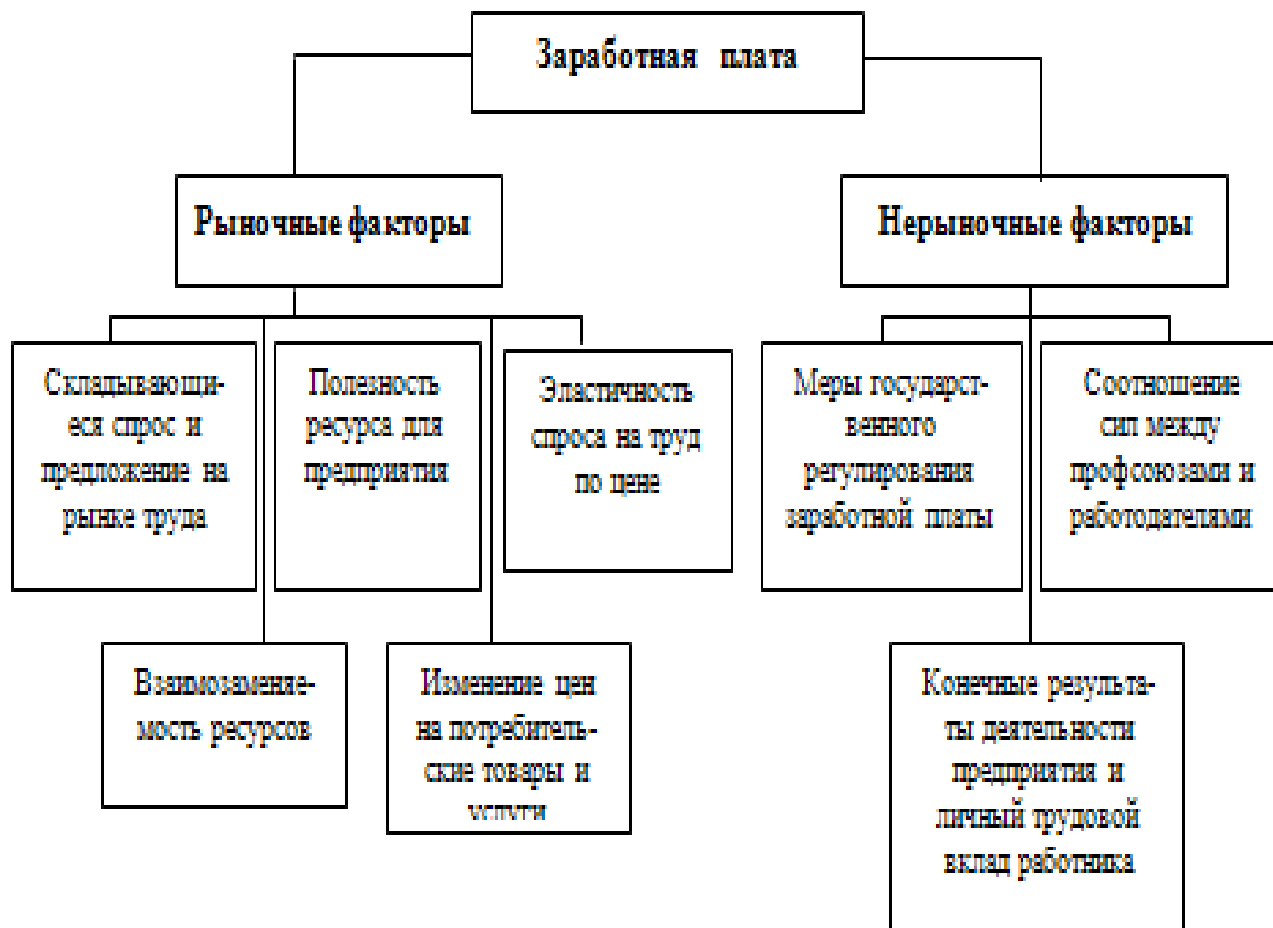 Заработная плата
Рыночные факторы
Нерыночные факторы
Складывающи-
еся спрос и
предложение на
рынке труда
Полезность
ресурса для
предприятия
Эластичность
спроса на труд
по цене
Меры государст-
венного
регулирования
заработной платы
Соотношение
сил между
профсоюзами и
работодателями
Взаимозаменяе-
мость ресурсов
Изменение цен
на потребитель-
ские товары и
услуги
Конечные результа-
ты деятельности
предприятия и
личный трудовой
вклад работника